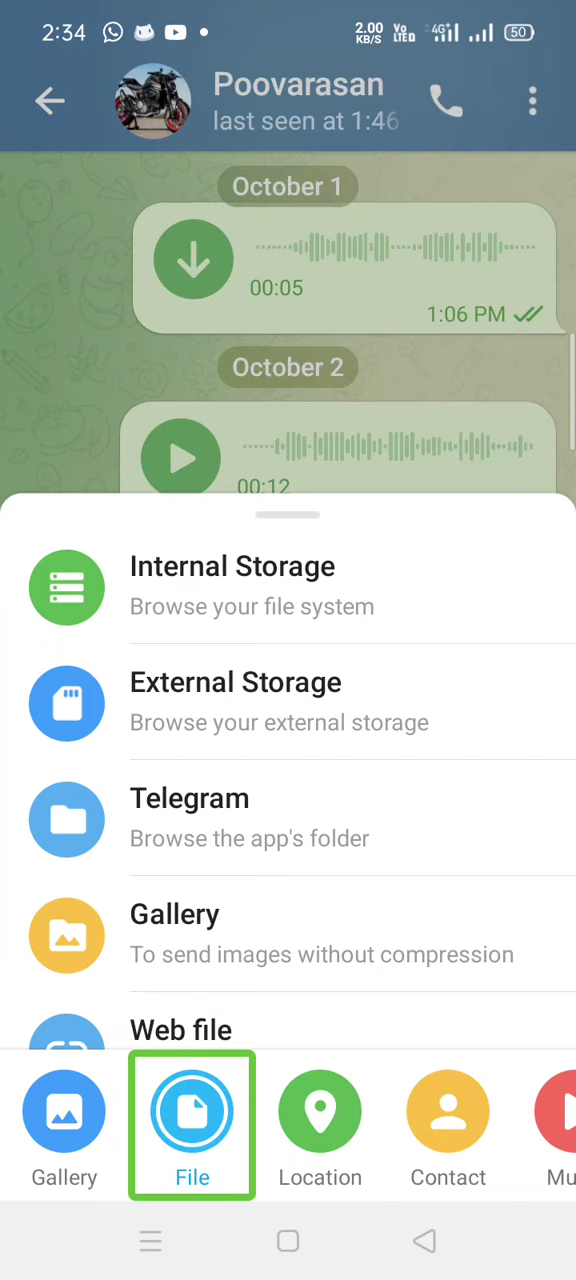 2:34 2.00 KB/S Vo LTED 4G+ 50
Poovarasan
last seen at 1:46
October 1
00:05
1:06 PM
October 2
00:12
Internal Storage
Browse your file system
External Storage
Browse your external storage
Telegram
Browse the app's folder
Gallery
To send images without compression
Web file
Gallery File Location Contact Mu